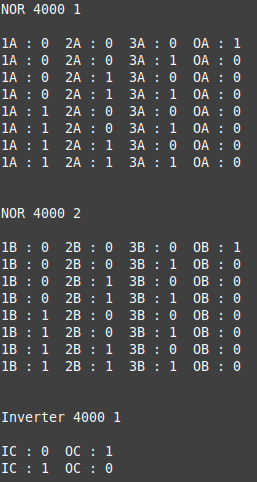 NOR 4000 1
1A : 0  2A : 0  3A : 0  OA : 1
1A : 0  2A : 0  3A : 1  OA : 0
1A : 0  2A : 1  3A : 0  OA : 0
1A : 0  2A : 1  3A : 1  OA : 0
1A : 1  2A : 0  3A : 0  OA : 0
1A : 1  2A : 0  3A : 1  OA : 0
1A : 1  2A : 1  3A : 0  OA : 0
1A : 1  2A : 1  3A : 1  OA : 0
NOR 4000 2
1B : 0  2B : 0  3B : 0  OB : 1
1B : 0  2B : 0  3B : 1  OB : 0
1B : 0  2B : 1  3B : 0  OB : 0
1B : 0  2B : 1  3B : 1  OB : 0
1B : 1  2B : 0  3B : 0  OB : 0
1B : 1  2B : 0  3B : 1  OB : 0
1B : 1  2B : 1  3B : 0  OB : 0
1B : 1  2B : 1  3B : 1  OB : 0
Inverter 4000 1
IC : 0  OC : 1
IC : 1  OC : 0